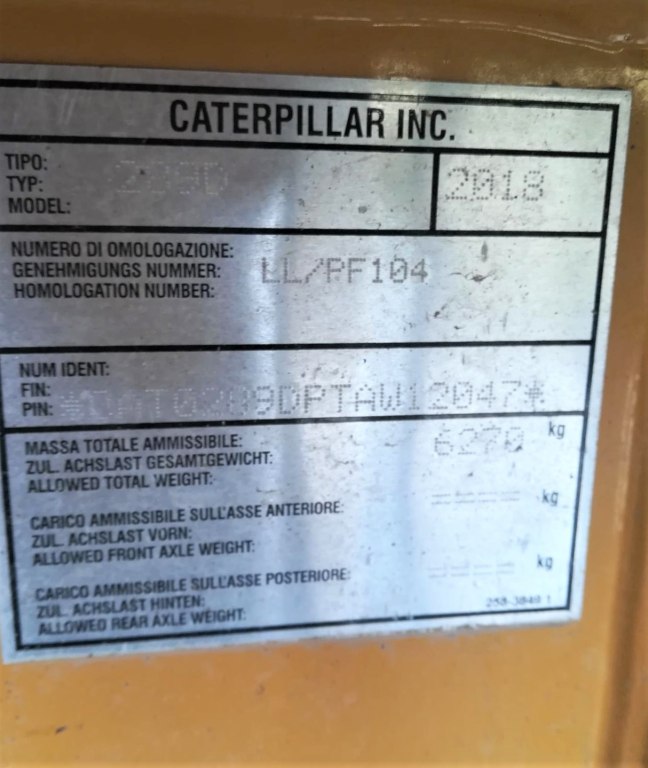 CATERPILLAR INC.
TIPO:
TYP: 289D 2018
MODEL:
NUMERO DI OMOLOGAZIONE:
GENEHMIGUNGS NUMMER: LL/PF104
HOMOLOGATION NUMBER:
NUM IDENT:
FIN:
PIN: *CAT0289DPTAW12047*
MASSA TOTALE AMMISSIBILE: 6270 kg
ZUL. ACHSLAST GESAMTGEWICHT:
ALLOWED TOTAL WEIGHT:
CARICO AMMISSIBILE SULL'ASSE ANTERIORE: kg
ZUL. ACHSLAST VORN:
ALLOWED FRONT AXLE WEIGHT:
CARICO AMMISSIBILE SULL'ASSE POSTERIORE: kg
ZUL. ACHSLAST HINTEN:
ALLOWED REAR AXLE WEIGHT: